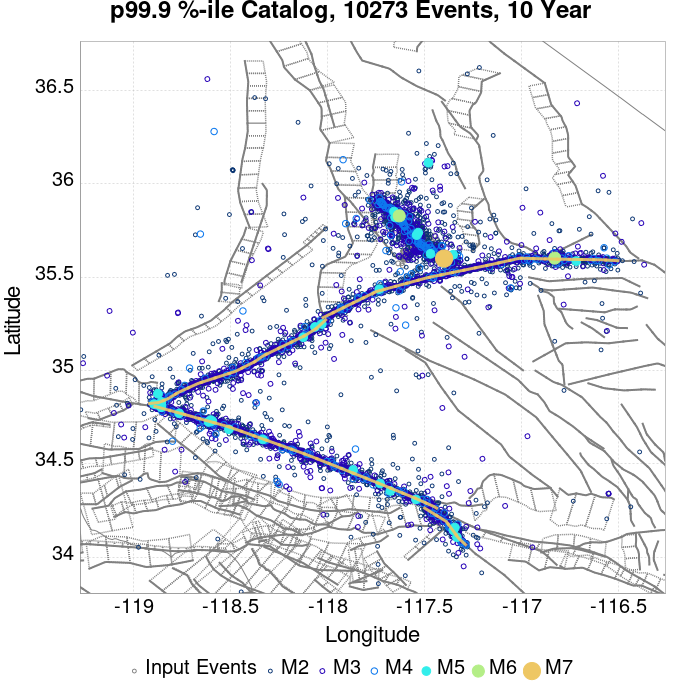 p99.9 %-ile Catalog, 10273 Events, 10 Year
36.5
36
35.5
35
34.5
34
Latitude
-119 -118.5 -118 -117.5 -117 -116.5
Longitude
Input Events M2 M3 M4 M5 M6 M7